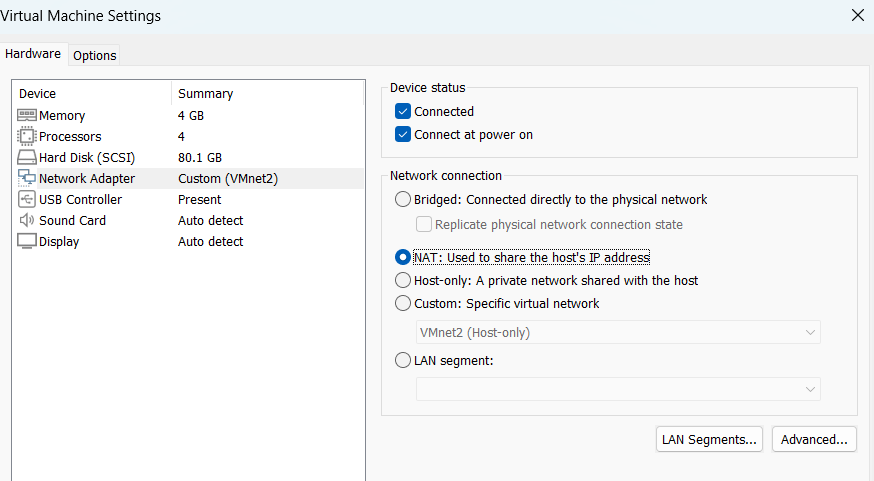 Virtual Machine Settings
Hardware Options
Device Summary
Memory 4 GB
Processors 4
Hard Disk (SCSI) 80.1 GB
Network Adapter Custom (VMnet2)
USB Controller Present
Sound Card Auto detect
Display Auto detect
Device status
Connected
Connect at power on
Network connection
Bridged: Connected directly to the physical network
Replicate physical network connection state
NAT: Used to share the host's IP address
Host-only: A private network shared with the host
Custom: Specific virtual network
VMnet2 (Host-only)
LAN segment:
LAN Segments... Advanced...